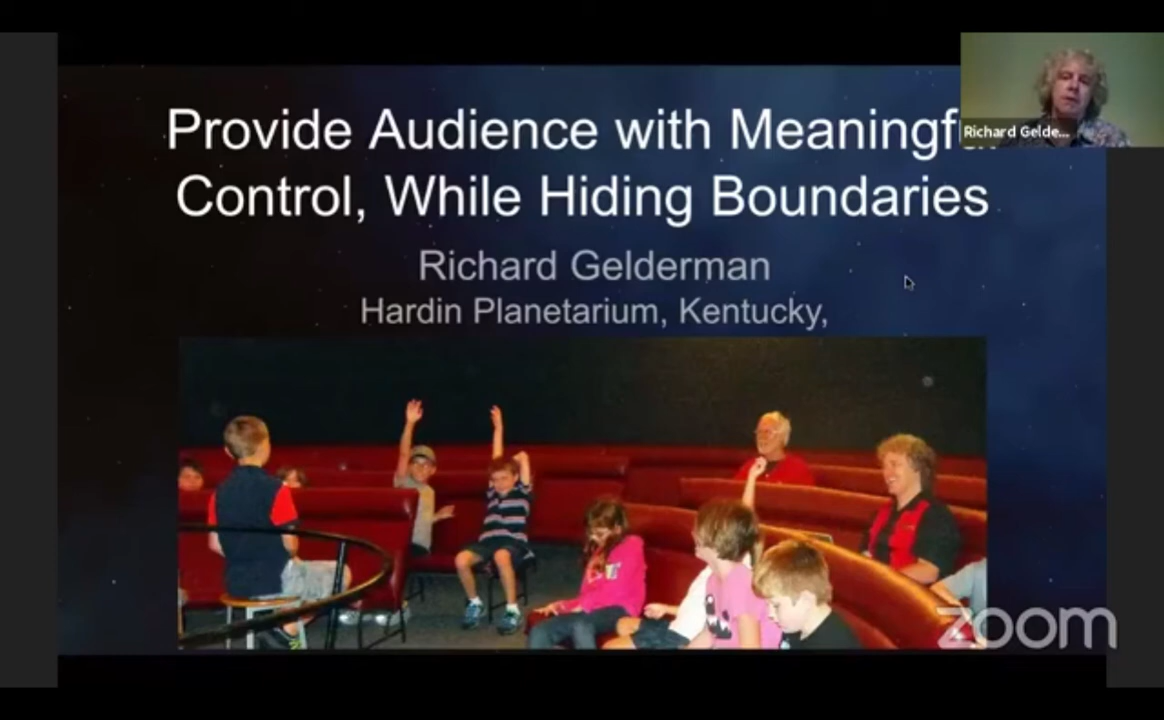 Provide Audience with Meaningf
Control, While Hiding Boundaries
Richard Gelderman
Hardin Planetarium, Kentucky,
Richard Gelde...
zoom